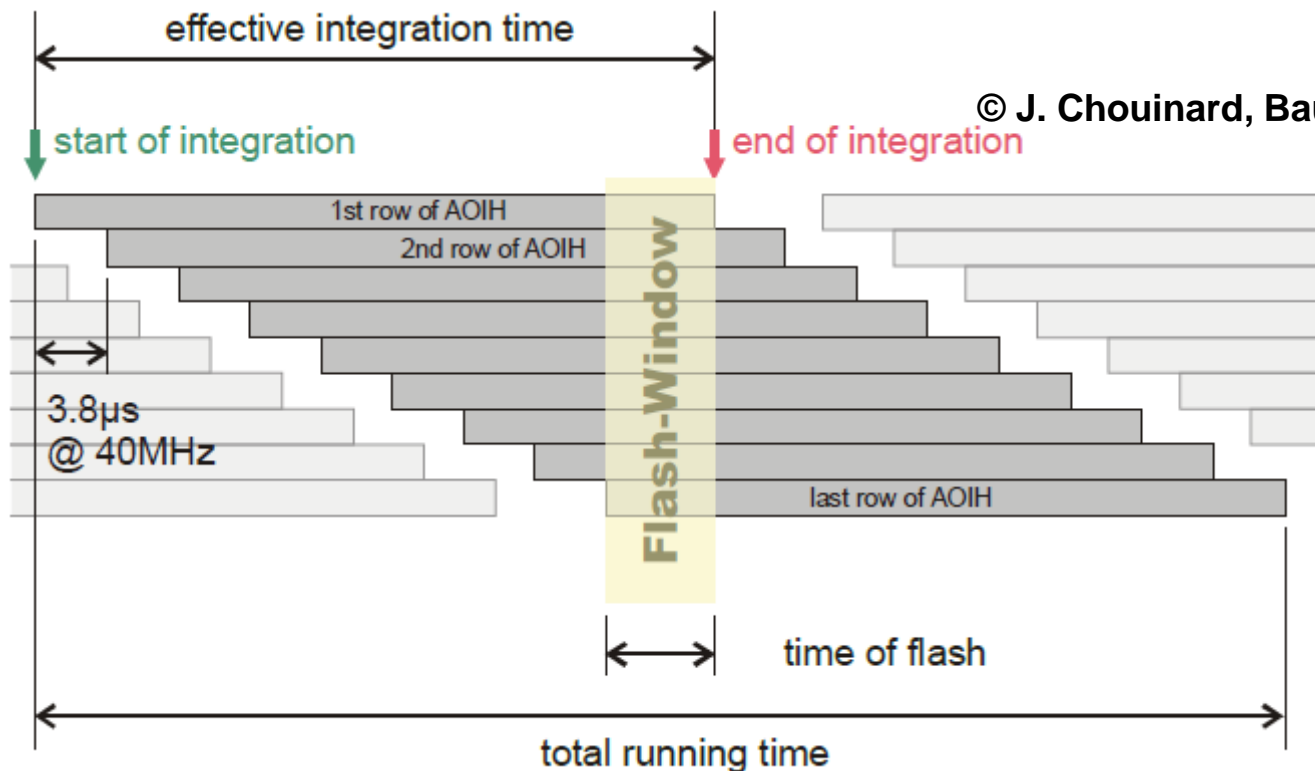 effective integration time
© J. Chouinard, Bau
start of integration
end of integration
1st row of AOIH
2nd row of AOIH
3.8µs
@ 40MHz
Flash-Window
last row of AOIH
time of flash
total running time